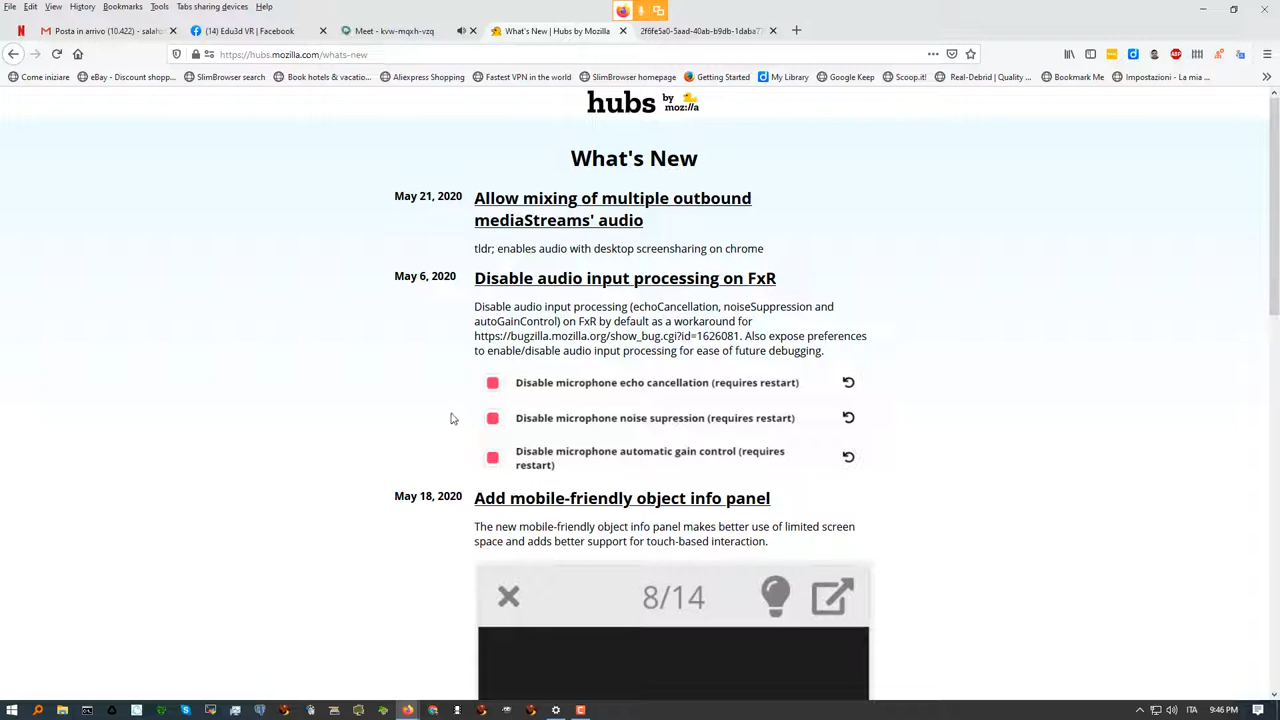 File Edit View History Bookmarks Tools Tabs sharing devices Help
Posta in arrivo (10.422) - salah (14) Edu3d VR | Facebook Meet - kvw-mqxh-vzq What's New | Hubs by Mozilla 2f6fe5a0-5aad-40ab-b9db-1daba7
https://hubs.mozilla.com/whats-new
Come iniziare eBay - Discount shopp... SlimBrowser search Book hotels & vacatio... Aliexpress Shopping Fastest VPN in the world SlimBrowser homepage Getting Started My Library Google Keep Scoop.it! Real-Debrid | Quality ... Bookmark Me Impostazioni - La mia ...
hubs by moz://a
What's New
May 21, 2020
Allow mixing of multiple outbound
mediaStreams' audio
tldr; enables audio with desktop screensharing on chrome
May 6, 2020
Disable audio input processing on FxR
Disable audio input processing (echoCancellation, noiseSuppression and
autoGainControl) on FxR by default as a workaround for
https://bugzilla.mozilla.org/show_bug.cgi?id=1626081. Also expose preferences
to enable/disable audio input processing for ease of future debugging.
Disable microphone echo cancellation (requires restart)
Disable microphone noise supression (requires restart)
Disable microphone automatic gain control (requires
restart)
May 18, 2020
Add mobile-friendly object info panel
The new mobile-friendly object info panel makes better use of limited screen
space and adds better support for touch-based interaction.
8/14
ITA 9:46 PM